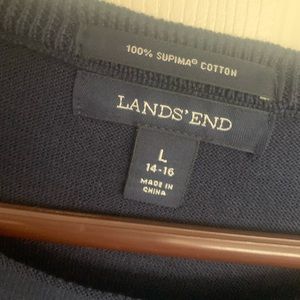 100% SUPIMA® COTTON
LANDS' END
L
14-16
MADE IN
CHINA